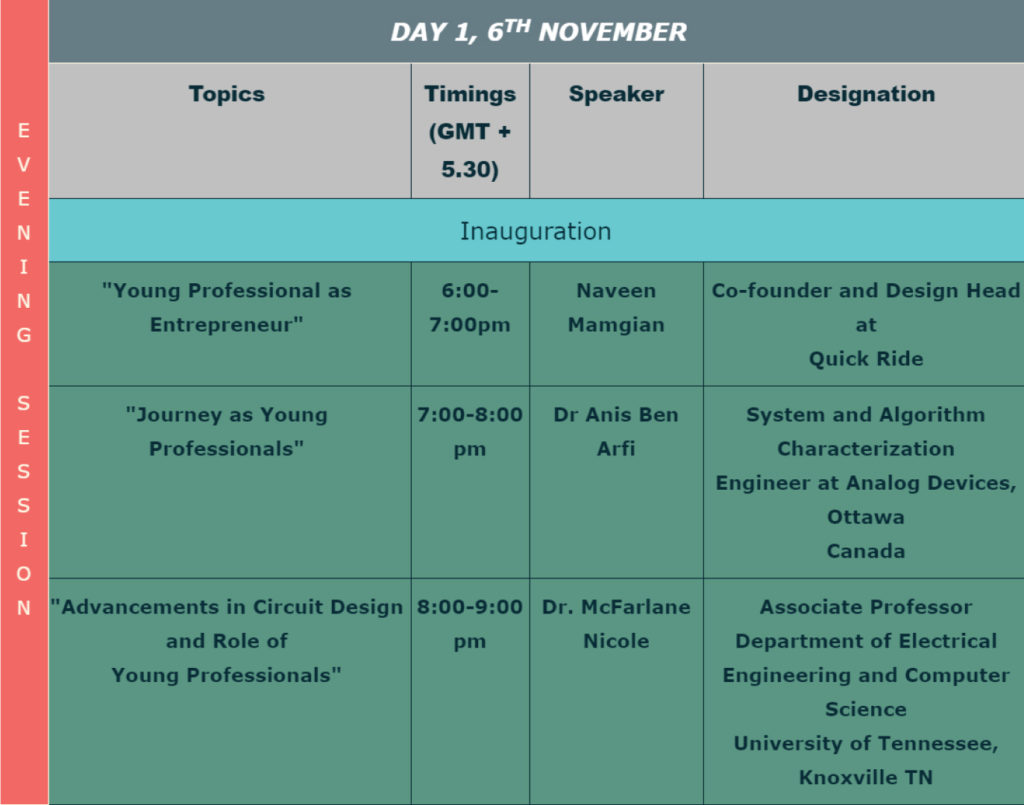 DAY 1, 6TH NOVEMBER
Topics
Timings
(GMT +
5.30)
Speaker
Designation
EVENING SESSION
Inauguration
"Young Professional as
Entrepreneur"
6:00-
7:00pm
Naveen
Mamgian
Co-founder and Design Head
at
Quick Ride
"Journey as Young
Professionals"
7:00-8:00
pm
Dr Anis Ben
Arfi
System and Algorithm
Characterization
Engineer at Analog Devices,
Ottawa
Canada
"Advancements in Circuit Design
and Role of
Young Professionals"
8:00-9:00
pm
Dr. McFarlane
Nicole
Associate Professor
Department of Electrical
Engineering and Computer
Science
University of Tennessee,
Knoxville TN